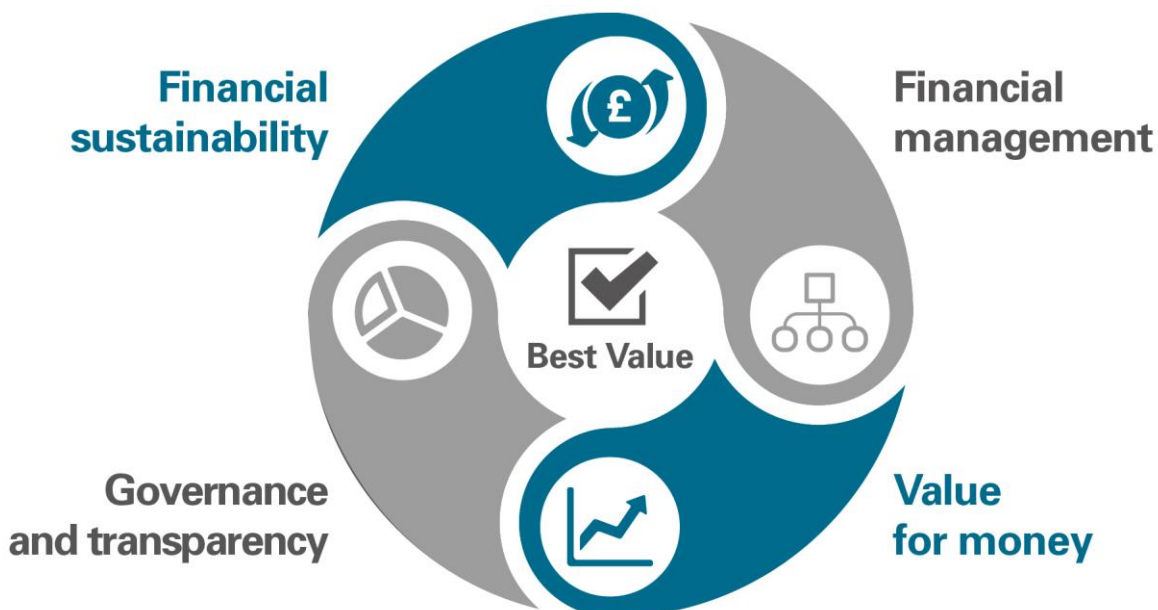 Financial
sustainability
£
Financial
management
Best Value
Governance
and transparency
Value
for money